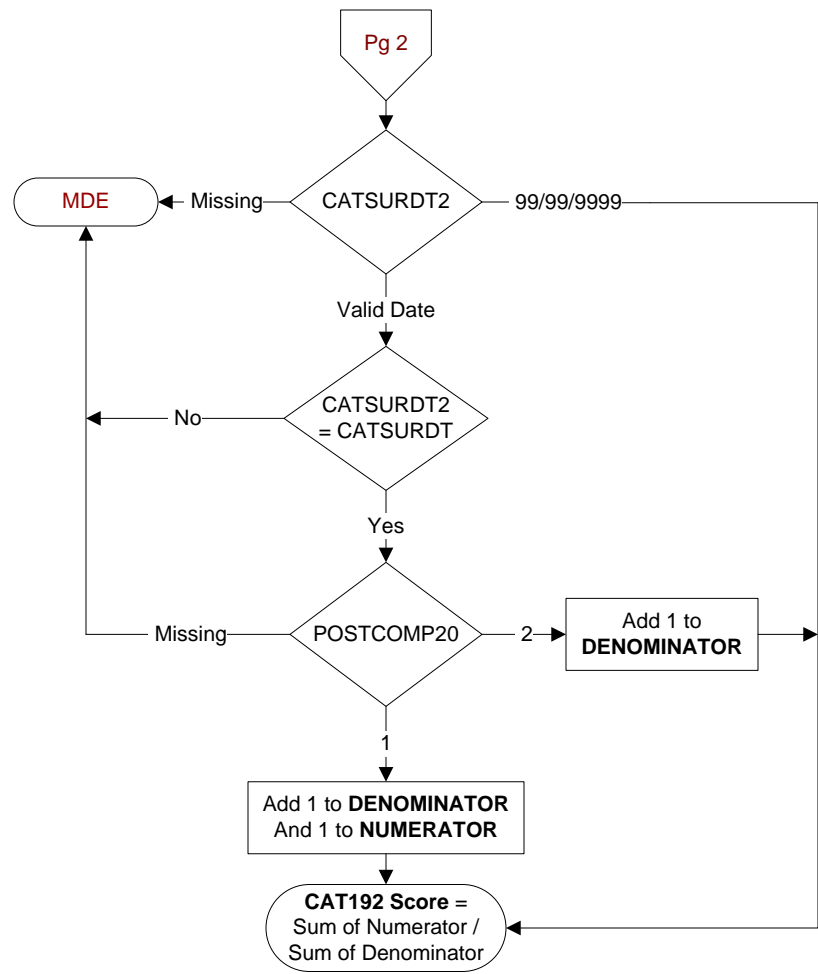 Pg 2
MDE
Missing
CATSURDT2
99/99/9999
Valid Date
No
CATSURDT2
= CATSURDT
Yes
Missing
POSTCOMP20
2
Add 1 to
DENOMINATOR
1
Add 1 to DENOMINATOR
And 1 to NUMERATOR
CAT192 Score =
Sum of Numerator /
Sum of Denominator